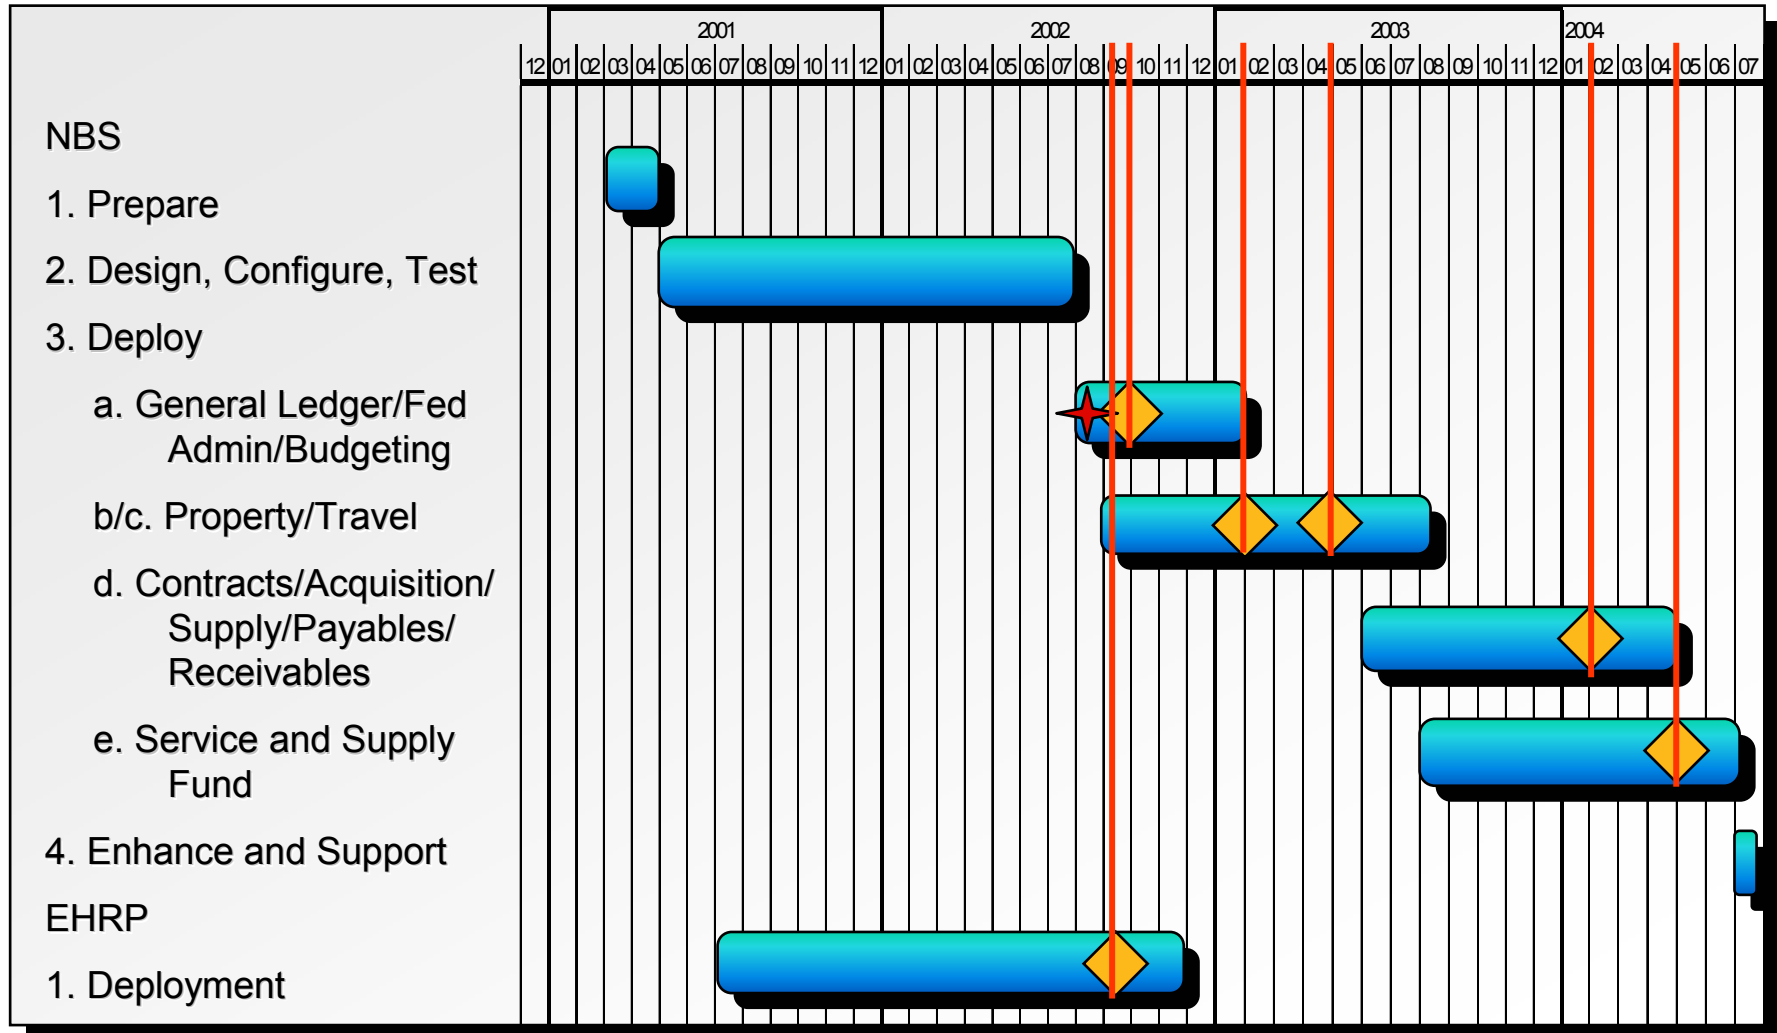 2001 2002 2003 2004
12 01 02 03 04 05 06 07 08 09 10 11 12 01 02 03 04 05 06 07 08 09 10 11 12 01 02 03 04 05 06 07 08 09 10 11 12 01 02 03 04 05 06 07
NBS
1. Prepare
2. Design, Configure, Test
3. Deploy
a. General Ledger/Fed
Admin/Budgeting
b/c. Property/Travel
d. Contracts/Acquisition/
Supply/Payables/
Receivables
e. Service and Supply
Fund
4. Enhance and Support
EHRP
1. Deployment